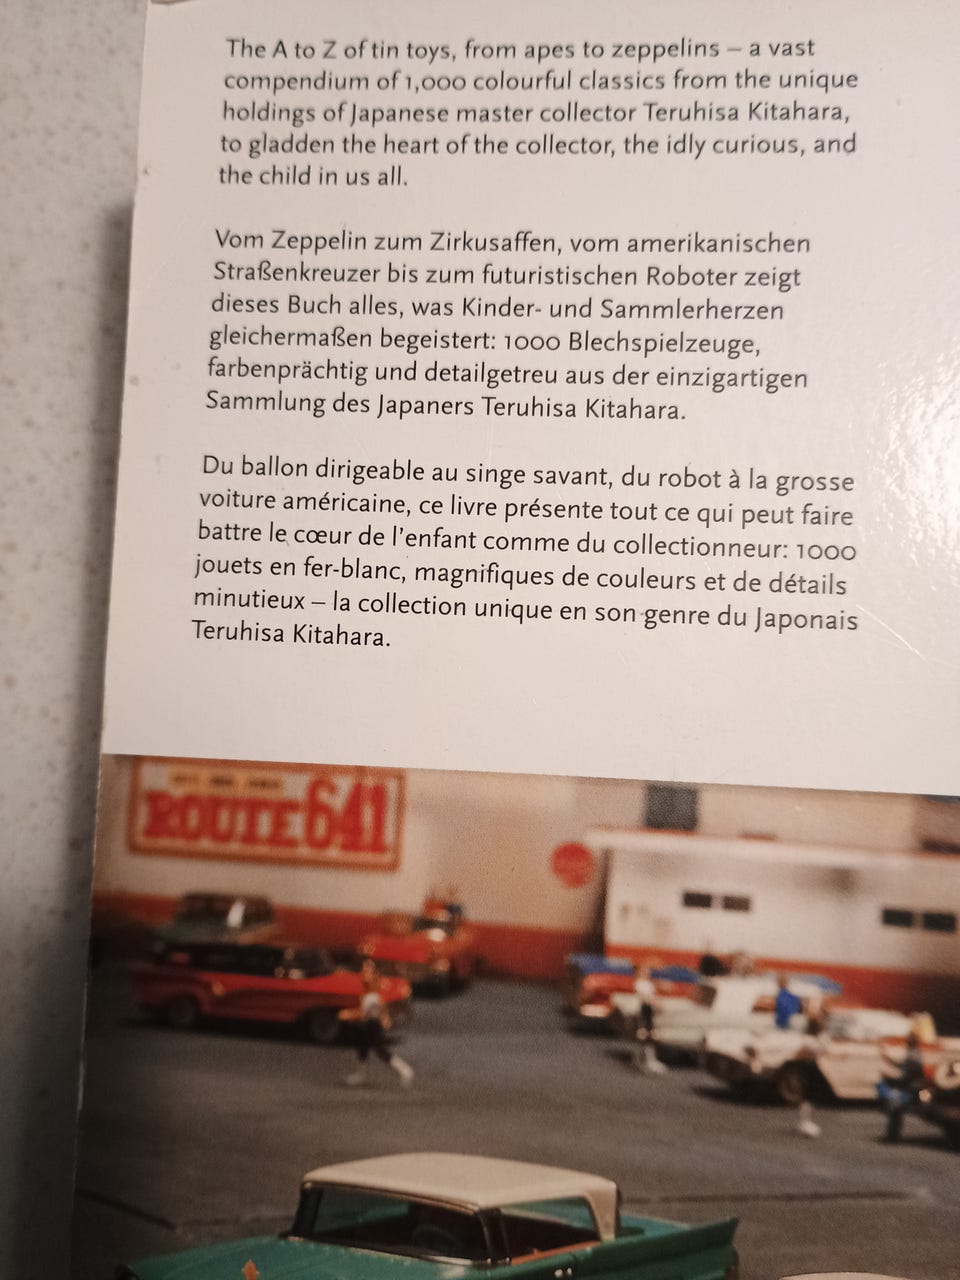 The A to Z of tin toys, from apes to zeppelins – a vast
compendium of 1,000 colourful classics from the unique
holdings of Japanese master collector Teruhisa Kitahara,
to gladden the heart of the collector, the idly curious, and
the child in us all.
Vom Zeppelin zum Zirkusaffen, vom amerikanischen
Straßenkreuzer bis zum futuristischen Roboter zeigt
dieses Buch alles, was Kinder- und Sammlerherzen
gleichermaßen begeistert: 1000 Blechspielzeuge,
farbenprächtig und detailgetreu aus der einzigartigen
Sammlung des Japaners Teruhisa Kitahara.
Du ballon dirigeable au singe savant, du robot à la grosse
voiture américaine, ce livre présente tout ce qui peut faire
battre le cœur de l'enfant comme du collectionneur: 1000
jouets en fer-blanc, magnifiques de couleurs et de détails
minutieux – la collection unique en son genre du Japonais
Teruhisa Kitahara.
ROUTE 641